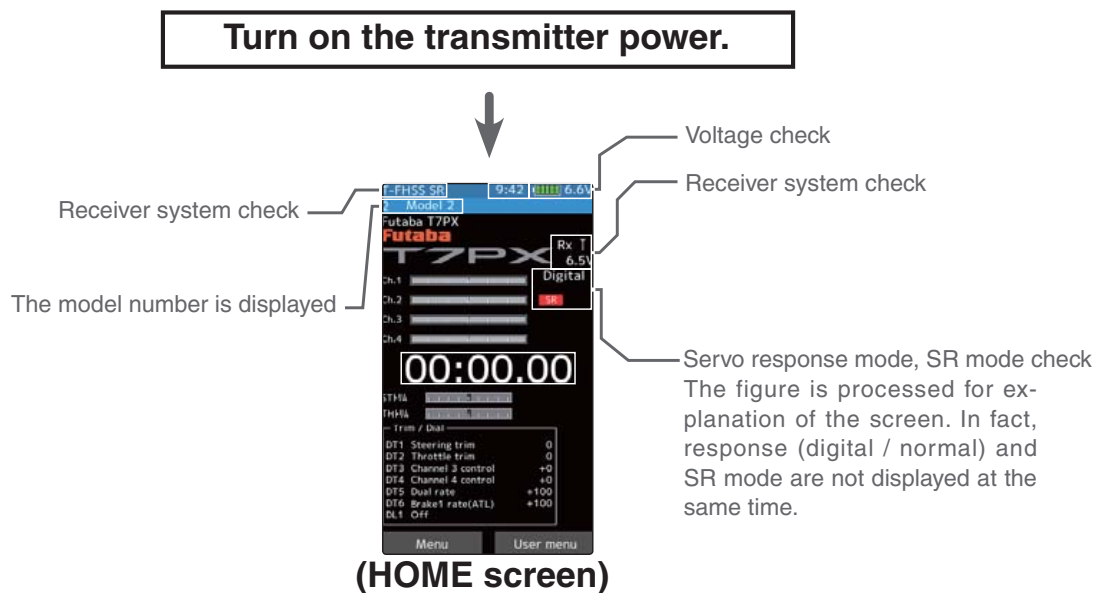 Turn on the transmitter power.
Voltage check
T-FHSS SR 9:42 6.6V
Receiver system check
Receiver system check
2 Model 2
Futaba T7PX
Futaba
T7PX
Rx
6.5V
Digital
SR
The model number is displayed
Ch.1
Ch.2
Ch.3
Ch.4
Servo response mode, SR mode check
The figure is processed for ex-
planation of the screen. In fact,
response (digital / normal) and
SR mode are not displayed at the
same time.
00:00.00
Trim / Dial
DT1 Steering trim 0
DT2 Throttle trim 0
DT3 Channel 3 control +0
DT4 Channel 4 control +0
DT5 Dual rate +100
DT6 Brake1 rate(ATL) +100
DL1 Off
Menu User menu
(HOME screen)